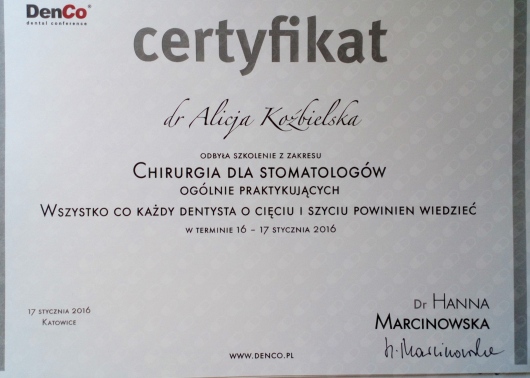 DenCo®
dental conference
certyfikat
dr Alicja Koźbielska
ODBYŁA SZKOLENIE Z ZAKRESU
CHIRURGIA DLA STOMATOLOGÓW
OGÓLNIE PRAKTYKUJĄCYCH
WSZYSTKO CO KAŻDY DENTYSTA O CIĘCIU I SZYCIU POWINIEN WIEDZIEĆ
W TERMINIE 16 – 17 STYCZNIA 2016
17 STYCZNIA 2016
KATOWICE
DR HANNA
MARCINOWSKA
H. Marcinowska
WWW.DENCO.PL